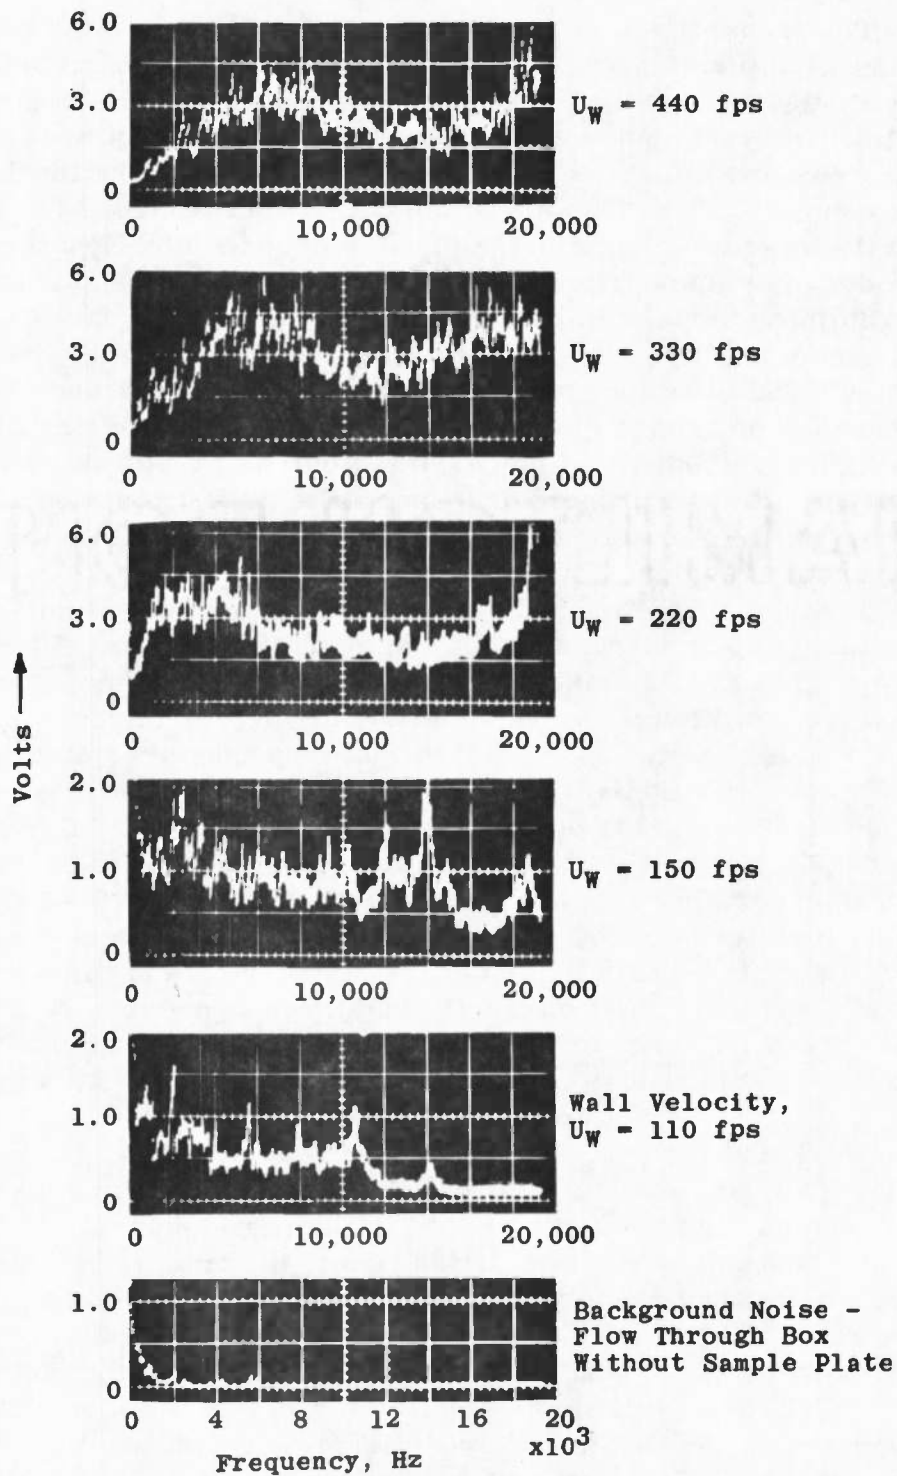 6.0
3.0
0
U_W = 440 fps
0 10,000 20,000
6.0
3.0
0
U_W = 330 fps
0 10,000 20,000
6.0
3.0
0
U_W = 220 fps
0 10,000 20,000
Volts
2.0
1.0
0
U_W = 150 fps
0 10,000 20,000
2.0
1.0
0
Wall Velocity,
U_W = 110 fps
0 10,000 20,000
1.0
0
Background Noise -
Flow Through Box
Without Sample Plate
0 4 8 12 16 20
x10³
Frequency, Hz